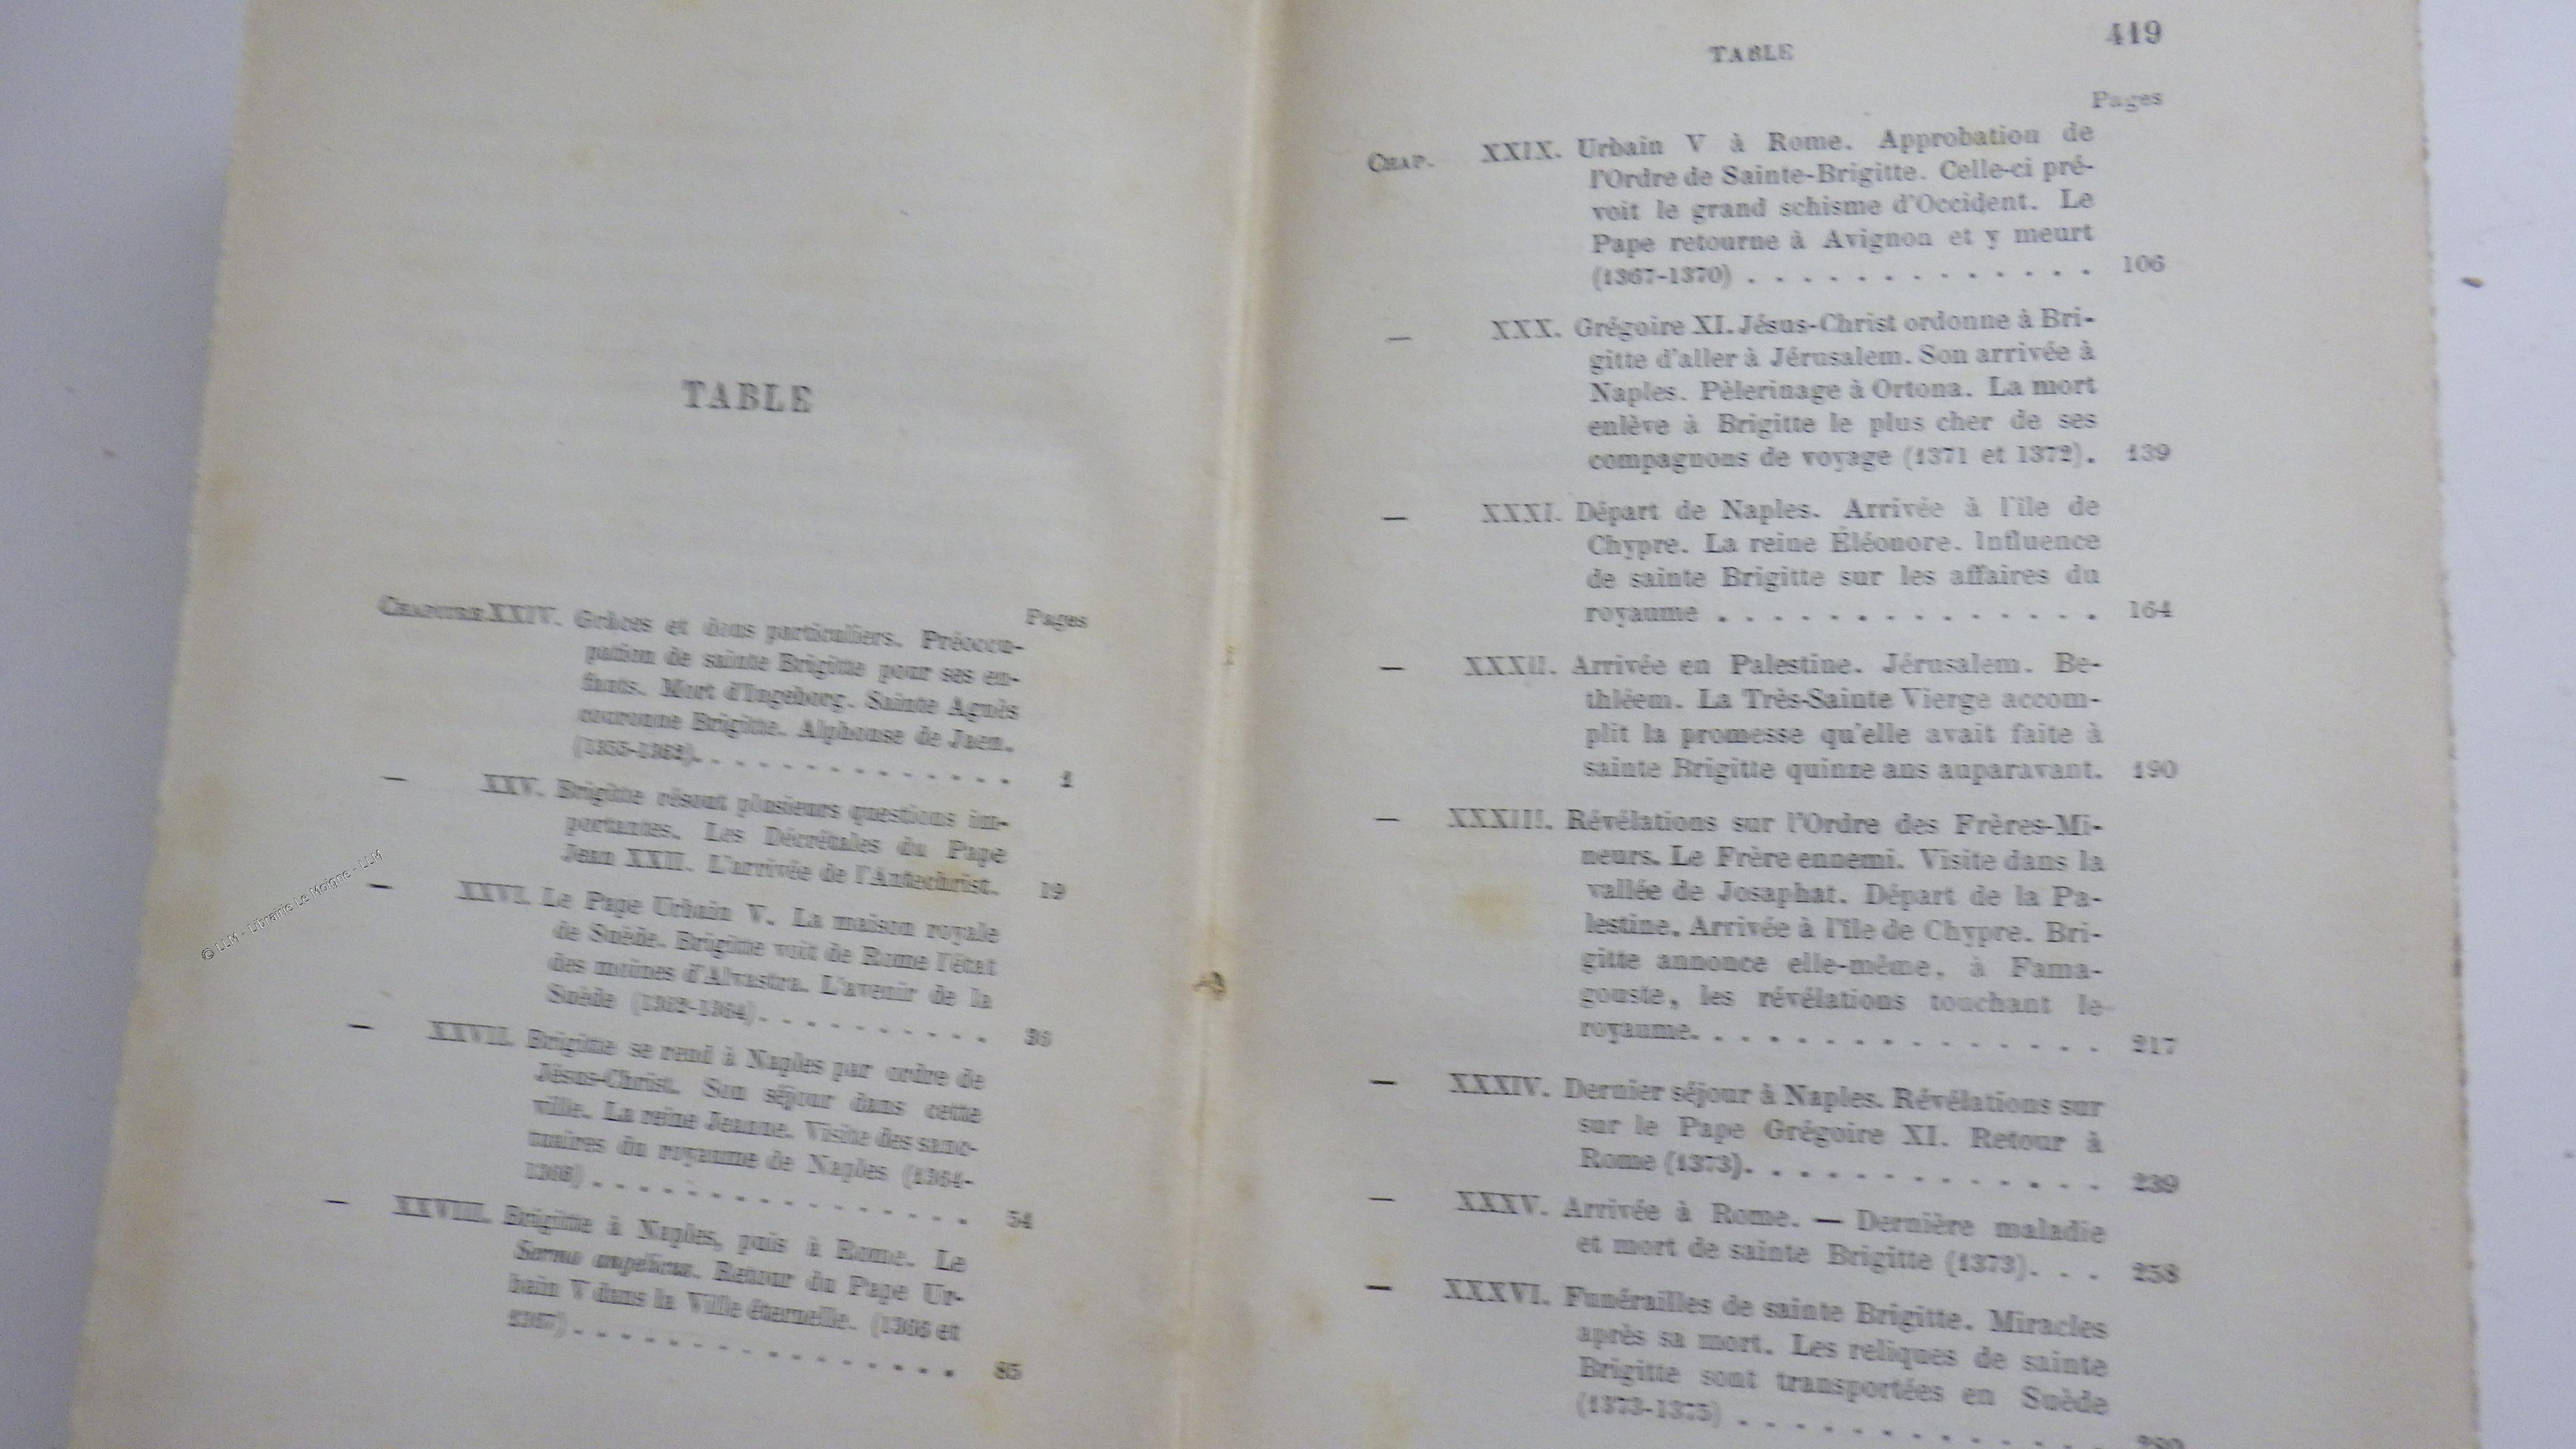 TABLE
Pages
CHAPITRE XXIV. Grâces et dons particuliers. Préoccu-
pation de sainte Brigitte pour ses en-
fants. Mort d'Ingeborg. Sainte Agnès
couronne Brigitte. Alphonse de Jaen.
(1355-1362). . . . . . . . . . . . . 1
— XXV. Brigitte résout plusieurs questions im-
portantes. Les Décrétales du Pape
Jean XXII. L'arrivée de l'Antechrist. 19
— XXVI. Le Pape Urbain V. La maison royale
de Suède. Brigitte voit de Rome l'état
des moines d'Alvastra. L'avenir de la
Suède (1362-1364). . . . . . . . . . 36
— XXVII. Brigitte se rend à Naples par ordre de
Jésus-Christ. Son séjour dans cette
ville. La reine Jeanne. Visite des sanc-
tuaires du royaume de Naples (1364-
1366) . . . . . . . . . . . . . . . 54
— XXVIII. Brigitte à Naples, puis à Rome. Le
Sermo angelicus. Retour du Pape Ur-
bain V dans la Ville éternelle. (1366 et
1367) . . . . . . . . . . . . . . . 85
© LLM - Librairie Le Moigne - LLM
TABLE 419
Pages
CHAP. XXIX. Urbain V à Rome. Approbation de
l'Ordre de Sainte-Brigitte. Celle-ci pré-
voit le grand schisme d'Occident. Le
Pape retourne à Avignon et y meurt
(1367-1370) . . . . . . . . . . . . . 106
— XXX. Grégoire XI. Jésus-Christ ordonne à Bri-
gitte d'aller à Jérusalem. Son arrivée à
Naples. Pèlerinage à Ortona. La mort
enlève à Brigitte le plus cher de ses
compagnons de voyage (1371 et 1372). 139
— XXXI. Départ de Naples. Arrivée à l'île de
Chypre. La reine Éléonore. Influence
de sainte Brigitte sur les affaires du
royaume . . . . . . . . . . . . . . 164
— XXXII. Arrivée en Palestine. Jérusalem. Be-
thléem. La Très-Sainte Vierge accom-
plit la promesse qu'elle avait faite à
sainte Brigitte quinze ans auparavant. 190
— XXXIII. Révélations sur l'Ordre des Frères-Mi-
neurs. Le Frère ennemi. Visite dans la
vallée de Josaphat. Départ de la Pa-
lestine. Arrivée à l'île de Chypre. Bri-
gitte annonce elle-même, à Fama-
gouste, les révélations touchant le
royaume. . . . . . . . . . . . . . . 217
— XXXIV. Dernier séjour à Naples. Révélations sur
sur le Pape Grégoire XI. Retour à
Rome (1373). . . . . . . . . . . . . 239
— XXXV. Arrivée à Rome. — Dernière maladie
et mort de sainte Brigitte (1373). . . . 258
— XXXVI. Funérailles de sainte Brigitte. Miracles
après sa mort. Les reliques de sainte
Brigitte sont transportées en Suède
(1373-1375) . . . . . . . . . . . . .